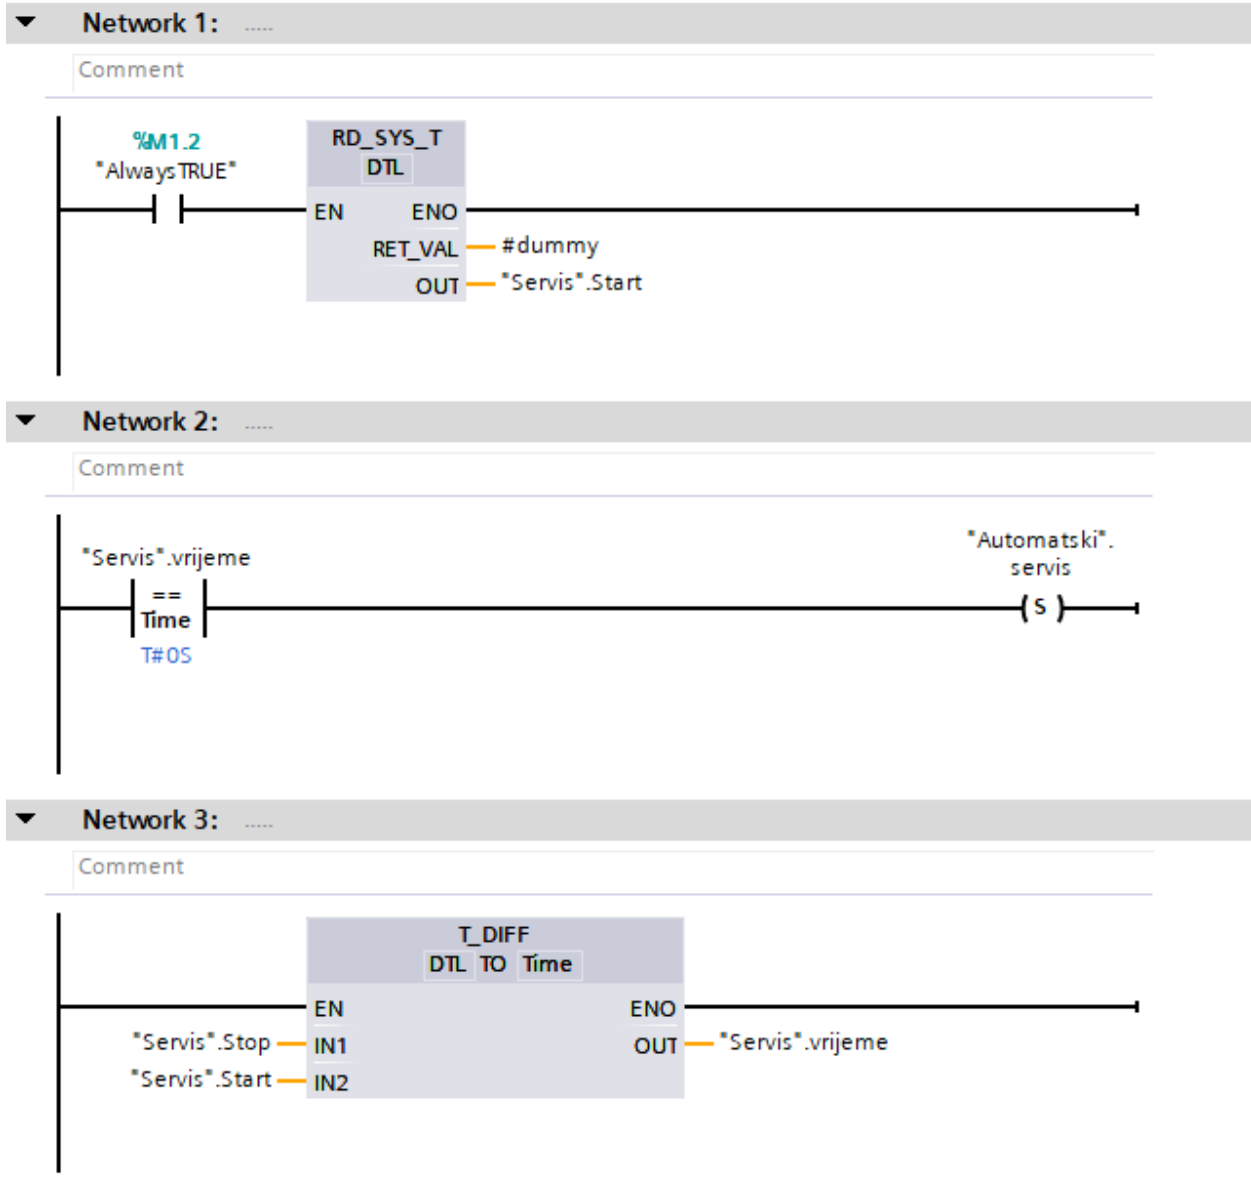 Network 1: .....
Comment
%M1.2
"AlwaysTRUE"
RD_SYS_T
DTL
EN ENO
RET_VAL #dummy
OUT "Servis".Start
Network 2: .....
Comment
"Servis".vrijeme
==
Time
T#0S
"Automatski".
servis
S
Network 3: .....
Comment
T_DIFF
DTL TO Time
EN ENO
"Servis".Stop IN1 OUT "Servis".vrijeme
"Servis".Start IN2